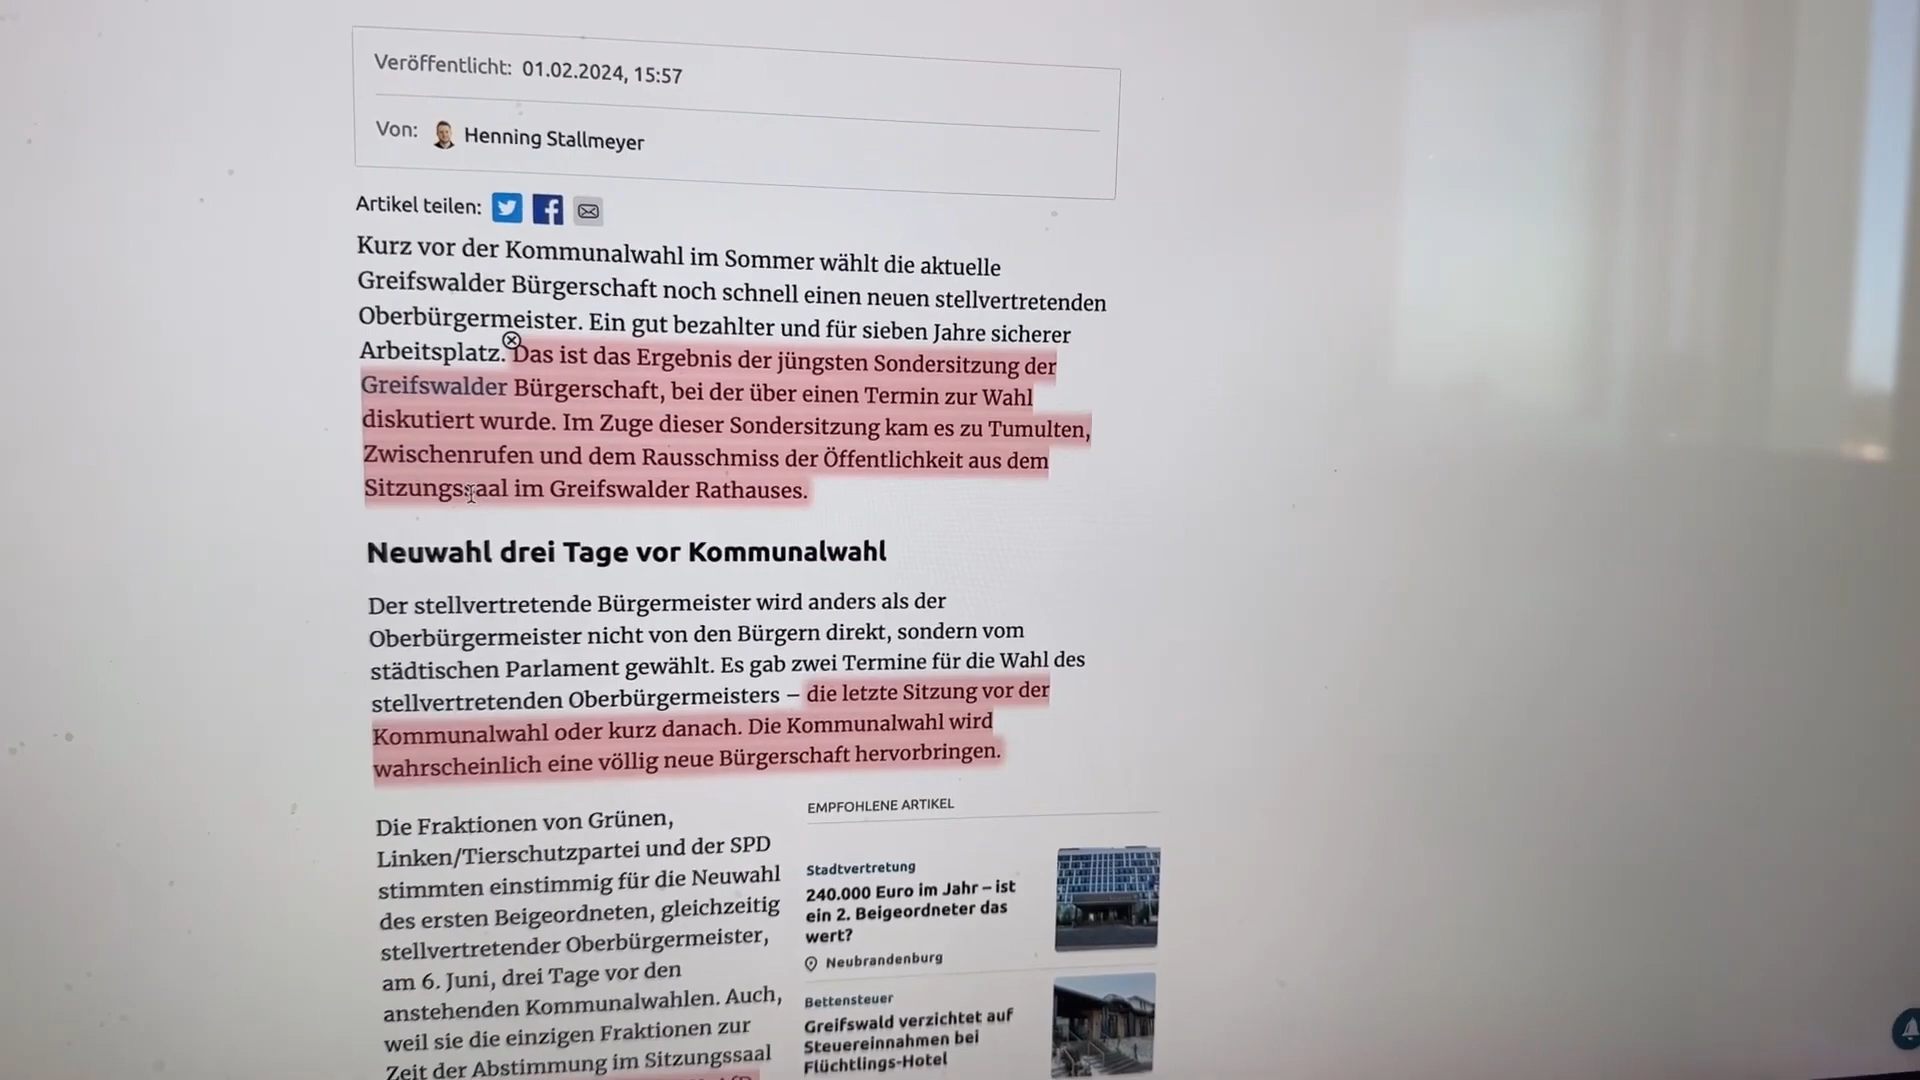 Veröffentlicht: 01.02.2024, 15:57
Von: Henning Stallmeyer
Artikel teilen:
Kurz vor der Kommunalwahl im Sommer wählt die aktuelle
Greifswalder Bürgerschaft noch schnell einen neuen stellvertretenden
Oberbürgermeister. Ein gut bezahlter und für sieben Jahre sicherer
Arbeitsplatz. Das ist das Ergebnis der jüngsten Sondersitzung der
Greifswalder Bürgerschaft, bei der über einen Termin zur Wahl
diskutiert wurde. Im Zuge dieser Sondersitzung kam es zu Tumulten,
Zwischenrufen und dem Rausschmiss der Öffentlichkeit aus dem
Sitzungssaal im Greifswalder Rathauses.
Neuwahl drei Tage vor Kommunalwahl
Der stellvertretende Bürgermeister wird anders als der
Oberbürgermeister nicht von den Bürgern direkt, sondern vom
städtischen Parlament gewählt. Es gab zwei Termine für die Wahl des
stellvertretenden Oberbürgermeisters – die letzte Sitzung vor der
Kommunalwahl oder kurz danach. Die Kommunalwahl wird
wahrscheinlich eine völlig neue Bürgerschaft hervorbringen.
Die Fraktionen von Grünen,
Linken/Tierschutzpartei und der SPD
stimmten einstimmig für die Neuwahl
des ersten Beigeordneten, gleichzeitig
stellvertretender Oberbürgermeister,
am 6. Juni, drei Tage vor den
anstehenden Kommunalwahlen. Auch,
weil sie die einzigen Fraktionen zur
Zeit der Abstimmung im Sitzungssaal
EMPFOHLENE ARTIKEL
Stadtvertretung
240.000 Euro im Jahr – ist
ein 2. Beigeordneter das
wert?
Neubrandenburg
Bettensteuer
Greifswald verzichtet auf
Steuereinnahmen bei
Flüchtlings-Hotel